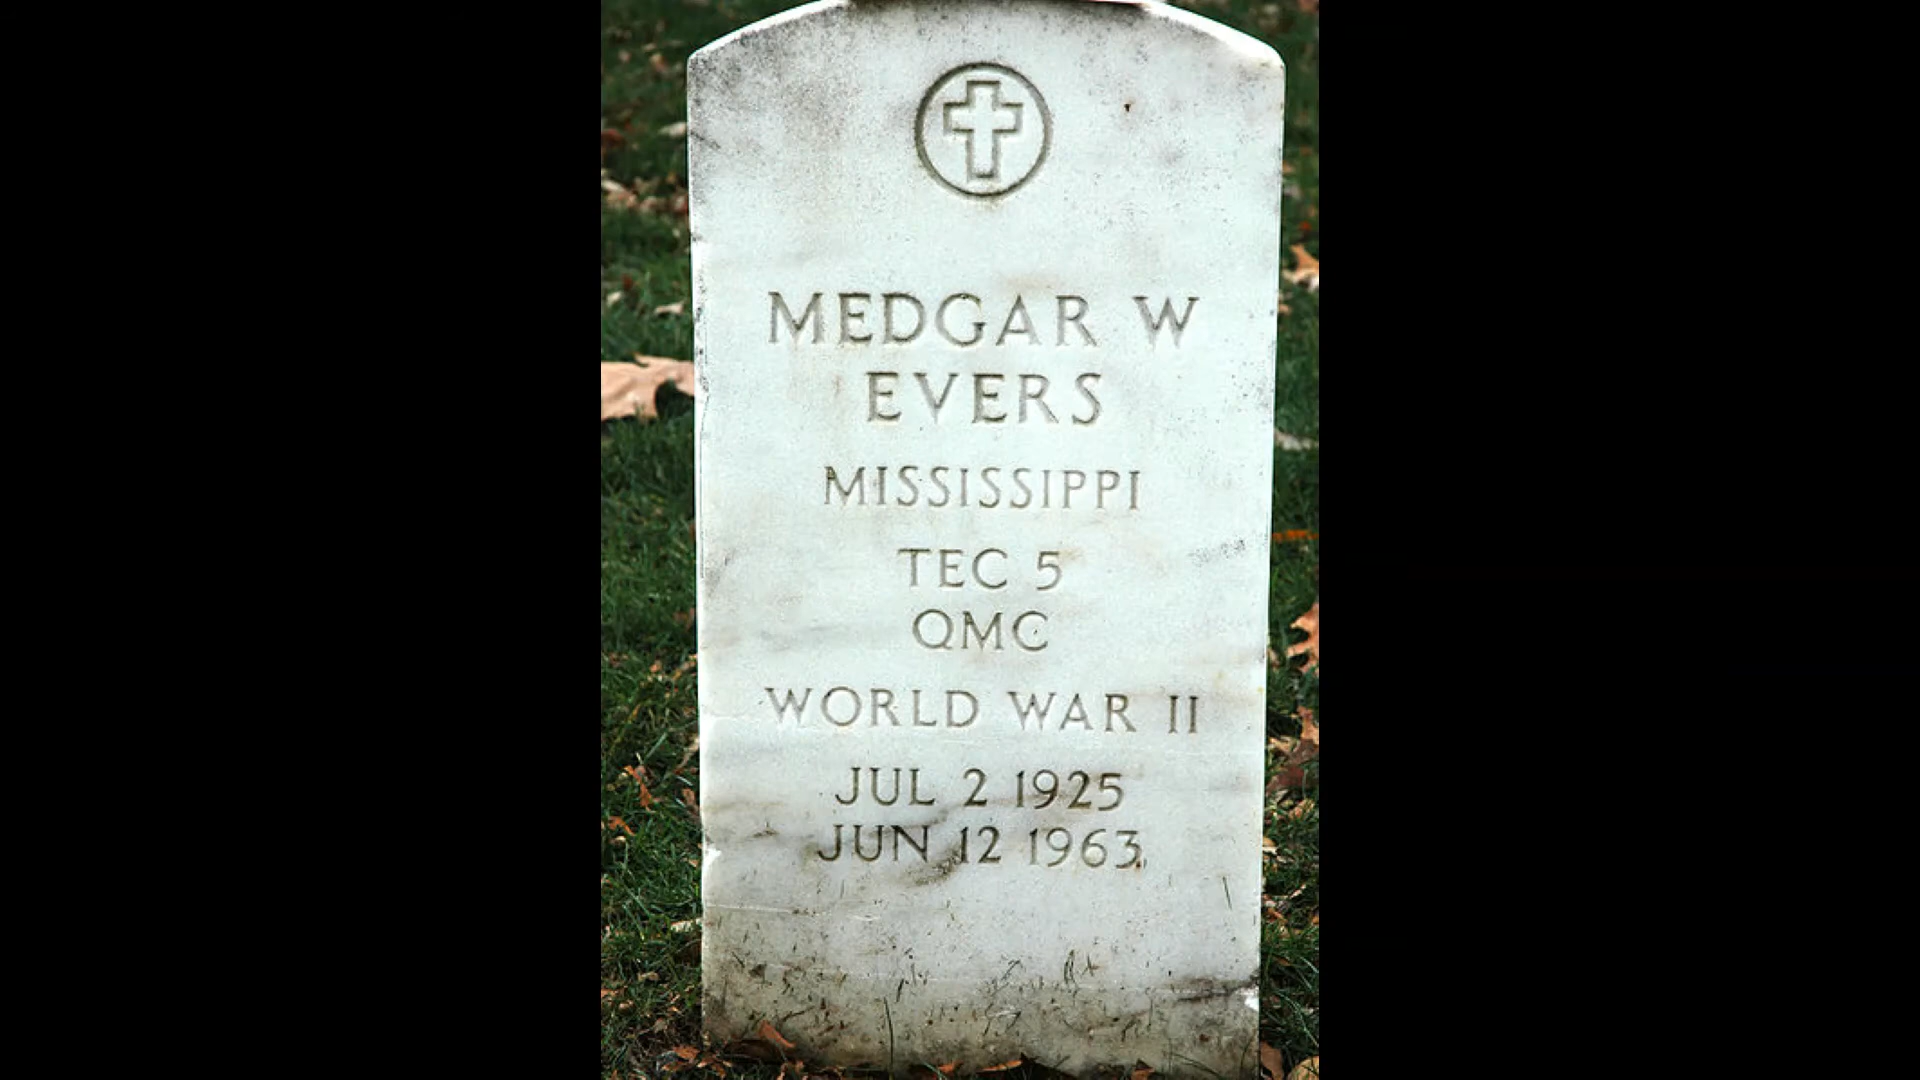 MEDGAR W
EVERS
MISSISSIPPI
TEC 5
QMC
WORLD WAR II
JUL 2 1925
JUN 12 1963